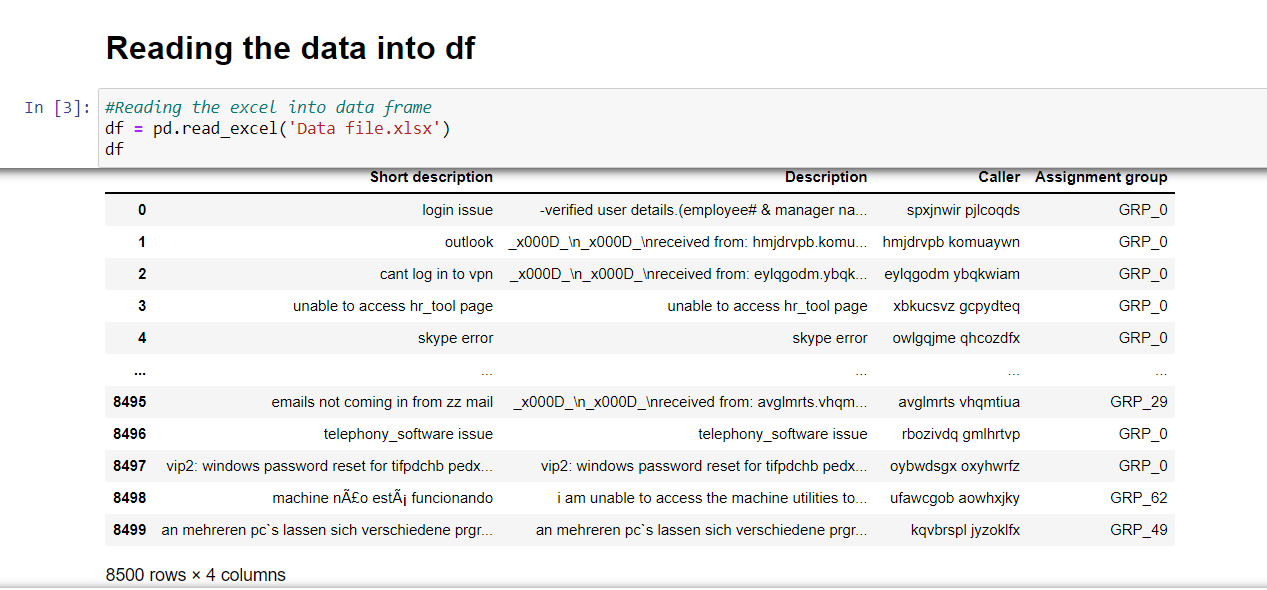 Reading the data into df
In [3]: #Reading the excel into data frame
df = pd.read_excel('Data file.xlsx')
df
Short description Description Caller Assignment group
0 login issue -verified user details.(employee# & manager na... spxjnwir pjlcoqds GRP_0
1 outlook _x000D_\n_x000D_\nreceived from: hmjdrvpb.komu... hmjdrvpb komuaywn GRP_0
2 cant log in to vpn _x000D_\n_x000D_\nreceived from: eylqgodm.ybqk... eylqgodm ybqkwiam GRP_0
3 unable to access hr_tool page unable to access hr_tool page xbkucsvz gcpydteq GRP_0
4 skype error skype error owlgqjme qhcozdfx GRP_0
... ... ... ... ...
8495 emails not coming in from zz mail _x000D_\n_x000D_\nreceived from: avglmrts.vhqm... avglmrts vhqmtiua GRP_29
8496 telephony_software issue telephony_software issue rbozivdq gmlhrtvp GRP_0
8497 vip2: windows password reset for tifpdchb pedx... vip2: windows password reset for tifpdchb pedx... oybwdsgx oxyhwrfz GRP_0
8498 machine nÃ£o estÃ¡ funcionando i am unable to access the machine utilities to... ufawcgob aowhxjky GRP_62
8499 an mehreren pc`s lassen sich verschiedene prgr... an mehreren pc`s lassen sich verschiedene prgr... kqvbrspl jyzoklfx GRP_49
8500 rows × 4 columns